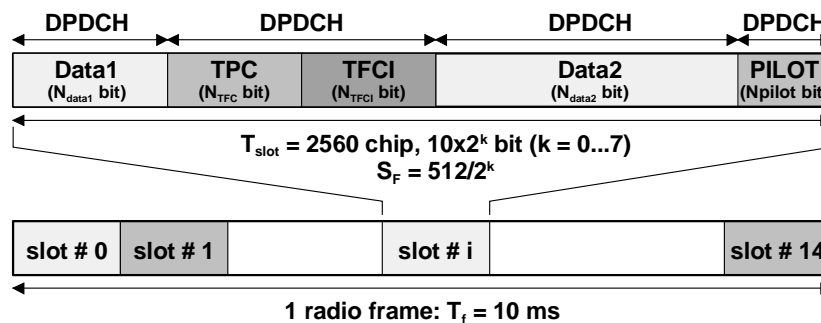 DPDCH DPDCH DPDCH DPDCH
Data1 TPC TFCI Data2 PILOT
(Ndata1 bit) (NTFC bit) (NTFCI bit) (Ndata2 bit) (Npilot bit)
Tslot = 2560 chip, 10x2^k bit (k = 0...7)
SF = 512/2^k
slot # 0 slot # 1 slot # i slot # 14
1 radio frame: Tf = 10 ms